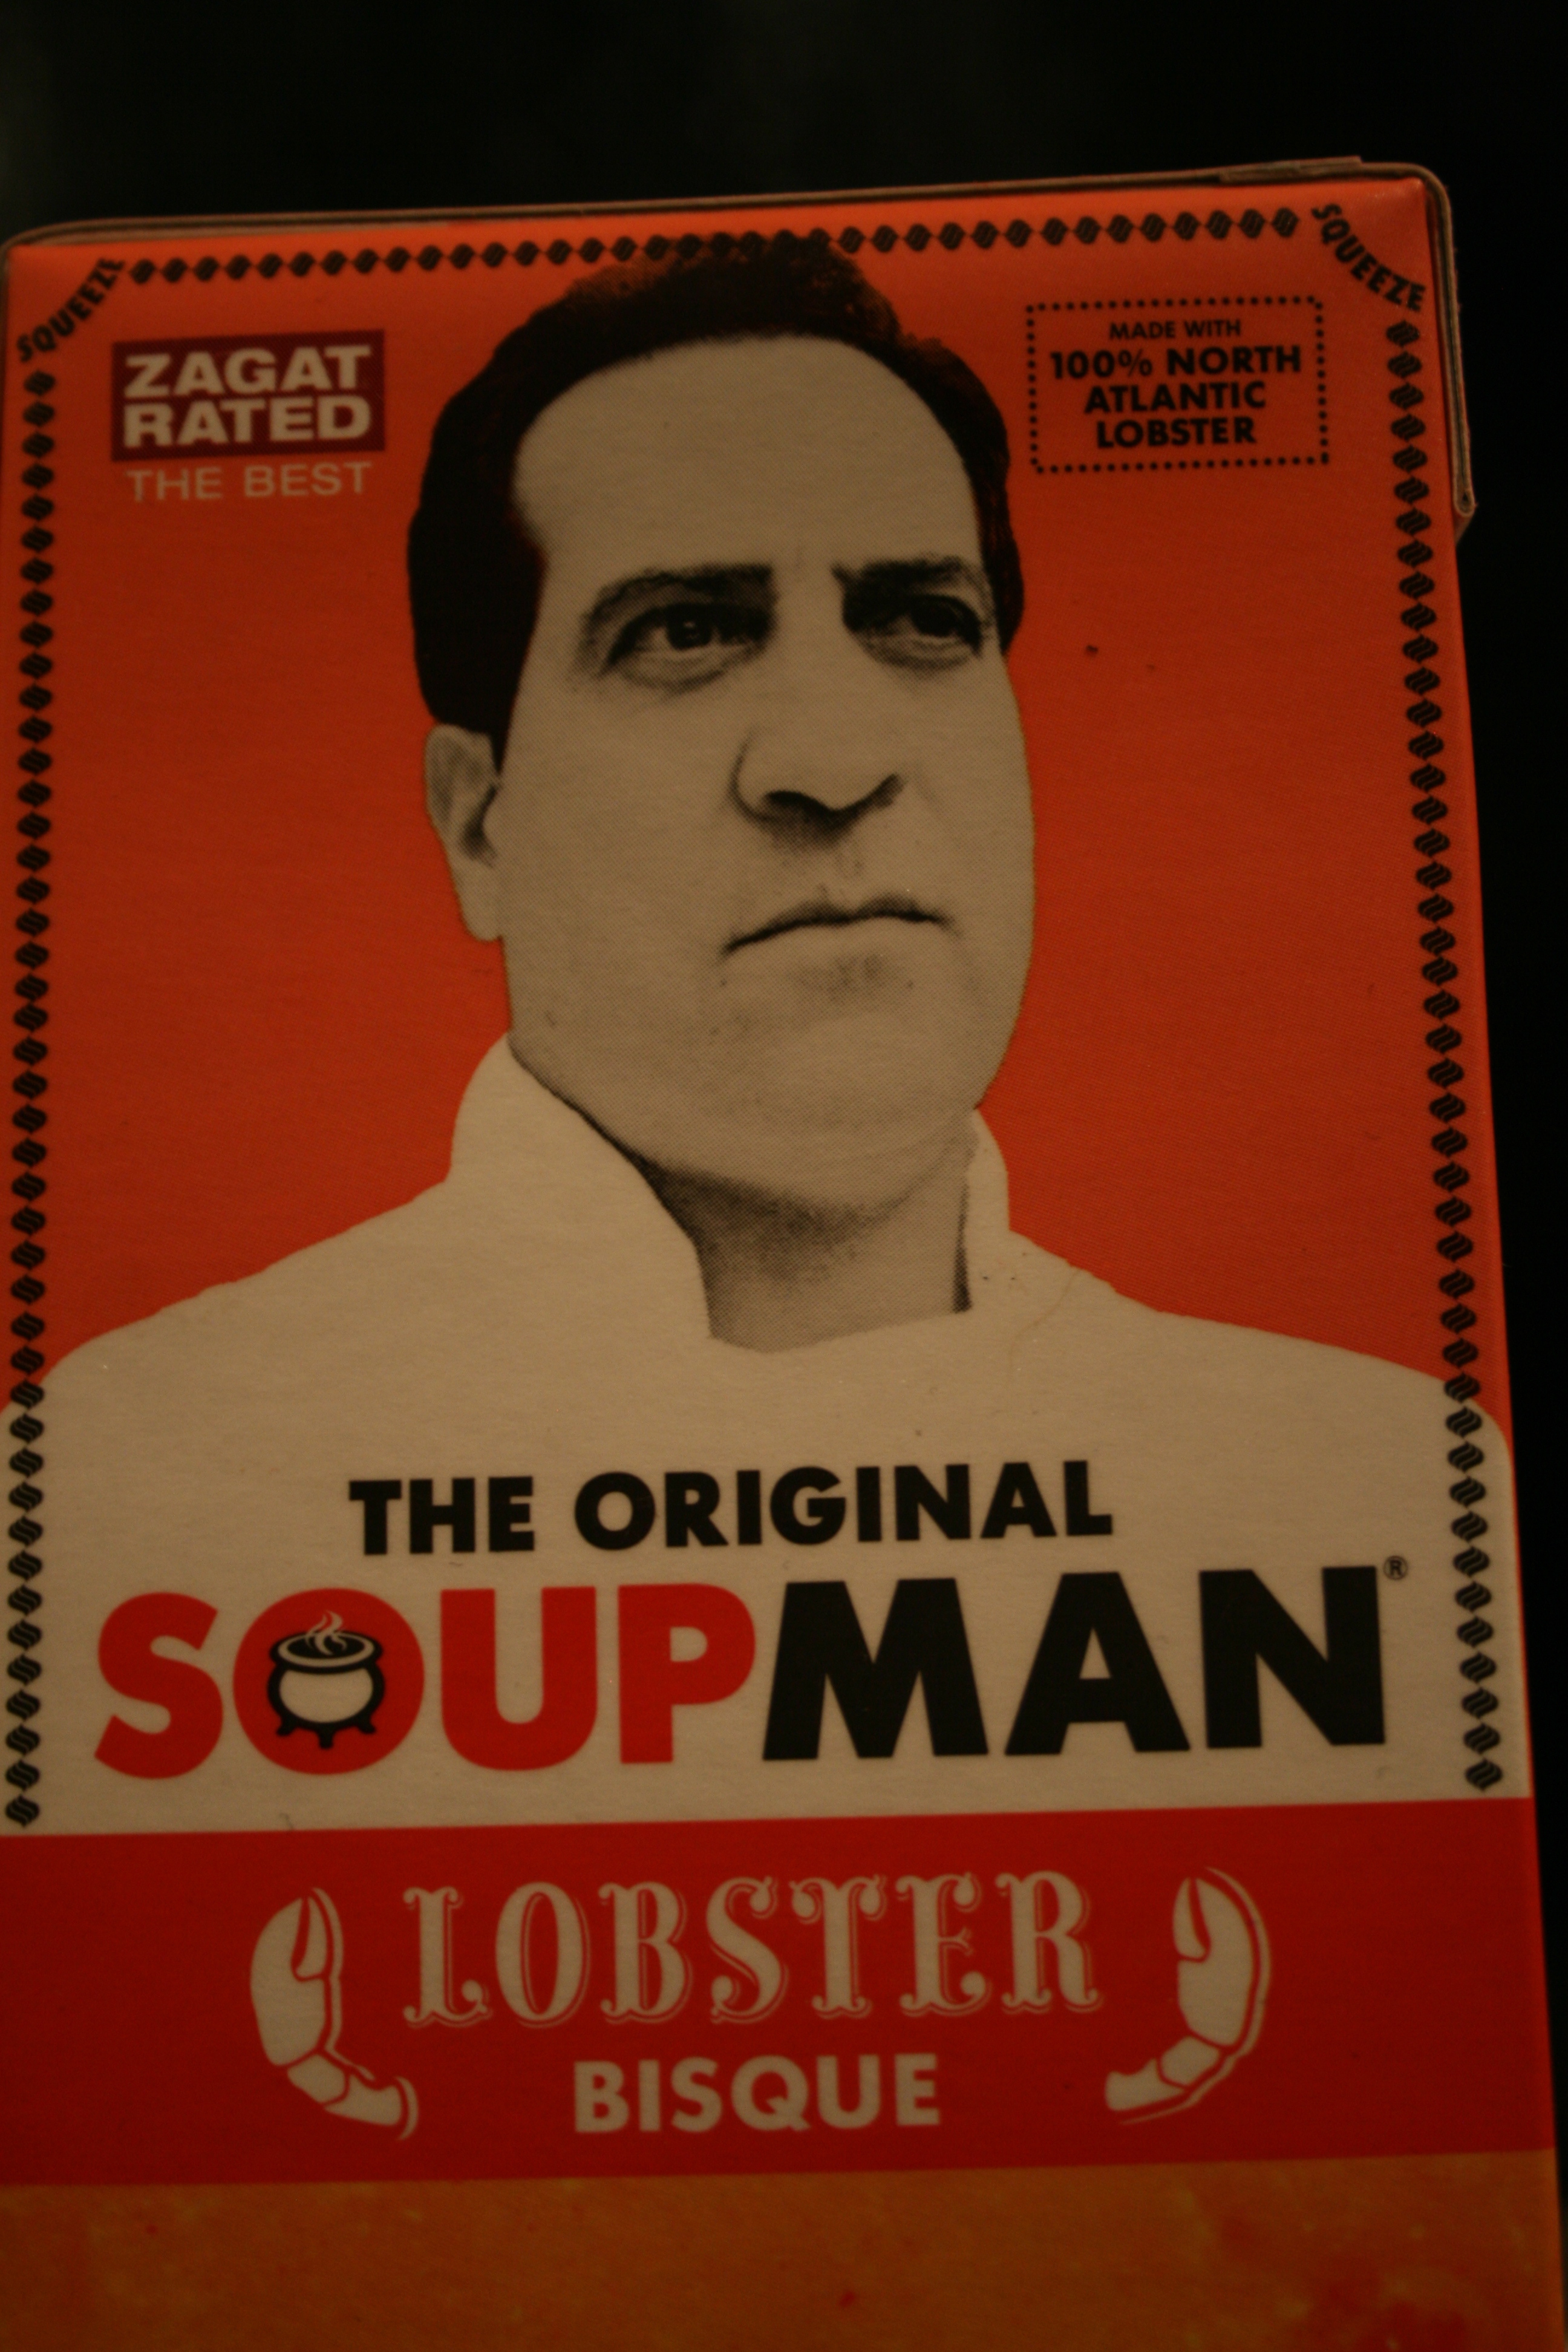 SQUEEZE
SQUEEZE
ZAGAT
RATED
THE BEST
MADE WITH
100% NORTH
ATLANTIC
LOBSTER
THE ORIGINAL
SOUPMAN®
LOBSTER
BISQUE